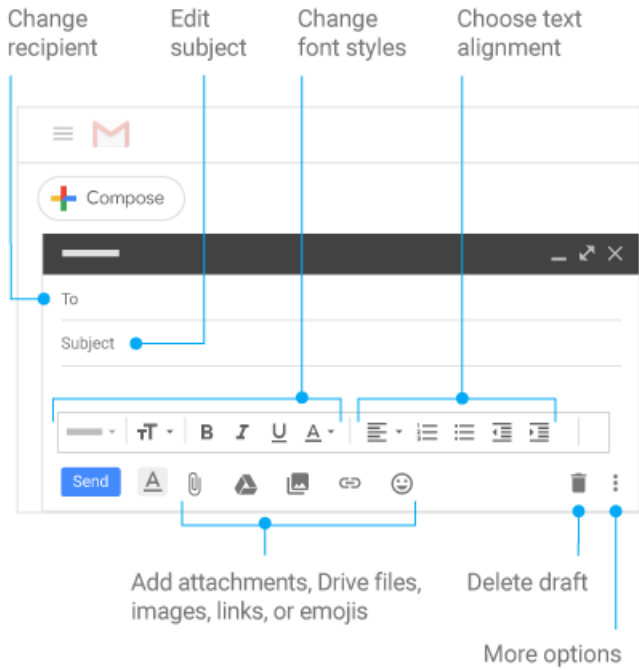 Change
recipient
Edit
subject
Change
font styles
Choose text
alignment
Compose
To
Subject
B I U A
Send A
Add attachments, Drive files,
images, links, or emojis
Delete draft
More options